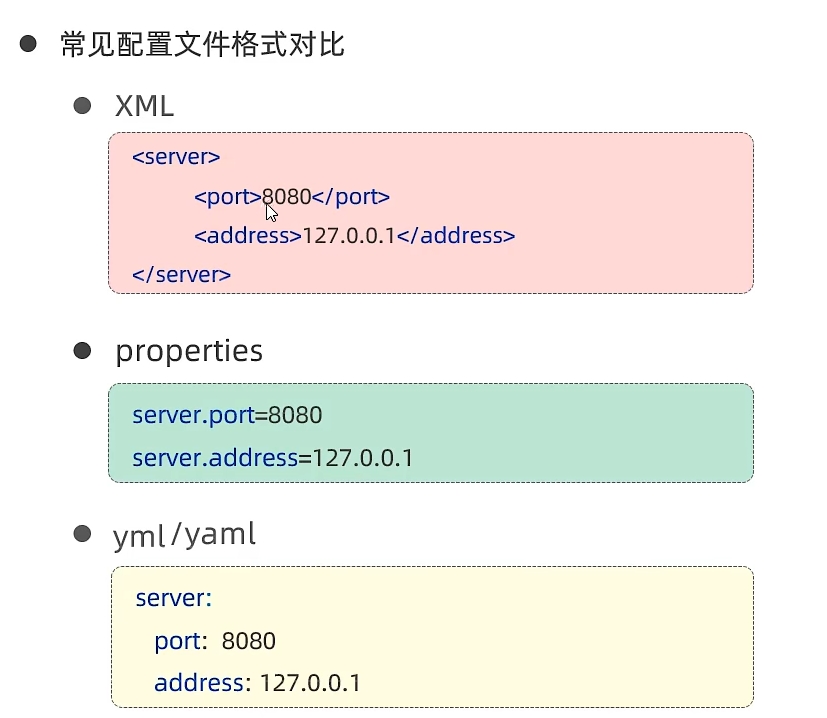 常见配置文件格式对比
XML
<server>
<port>8080</port>
<address>127.0.0.1</address>
</server>
properties
server.port=8080
server.address=127.0.0.1
yml/yaml
server:
port: 8080
address: 127.0.0.1